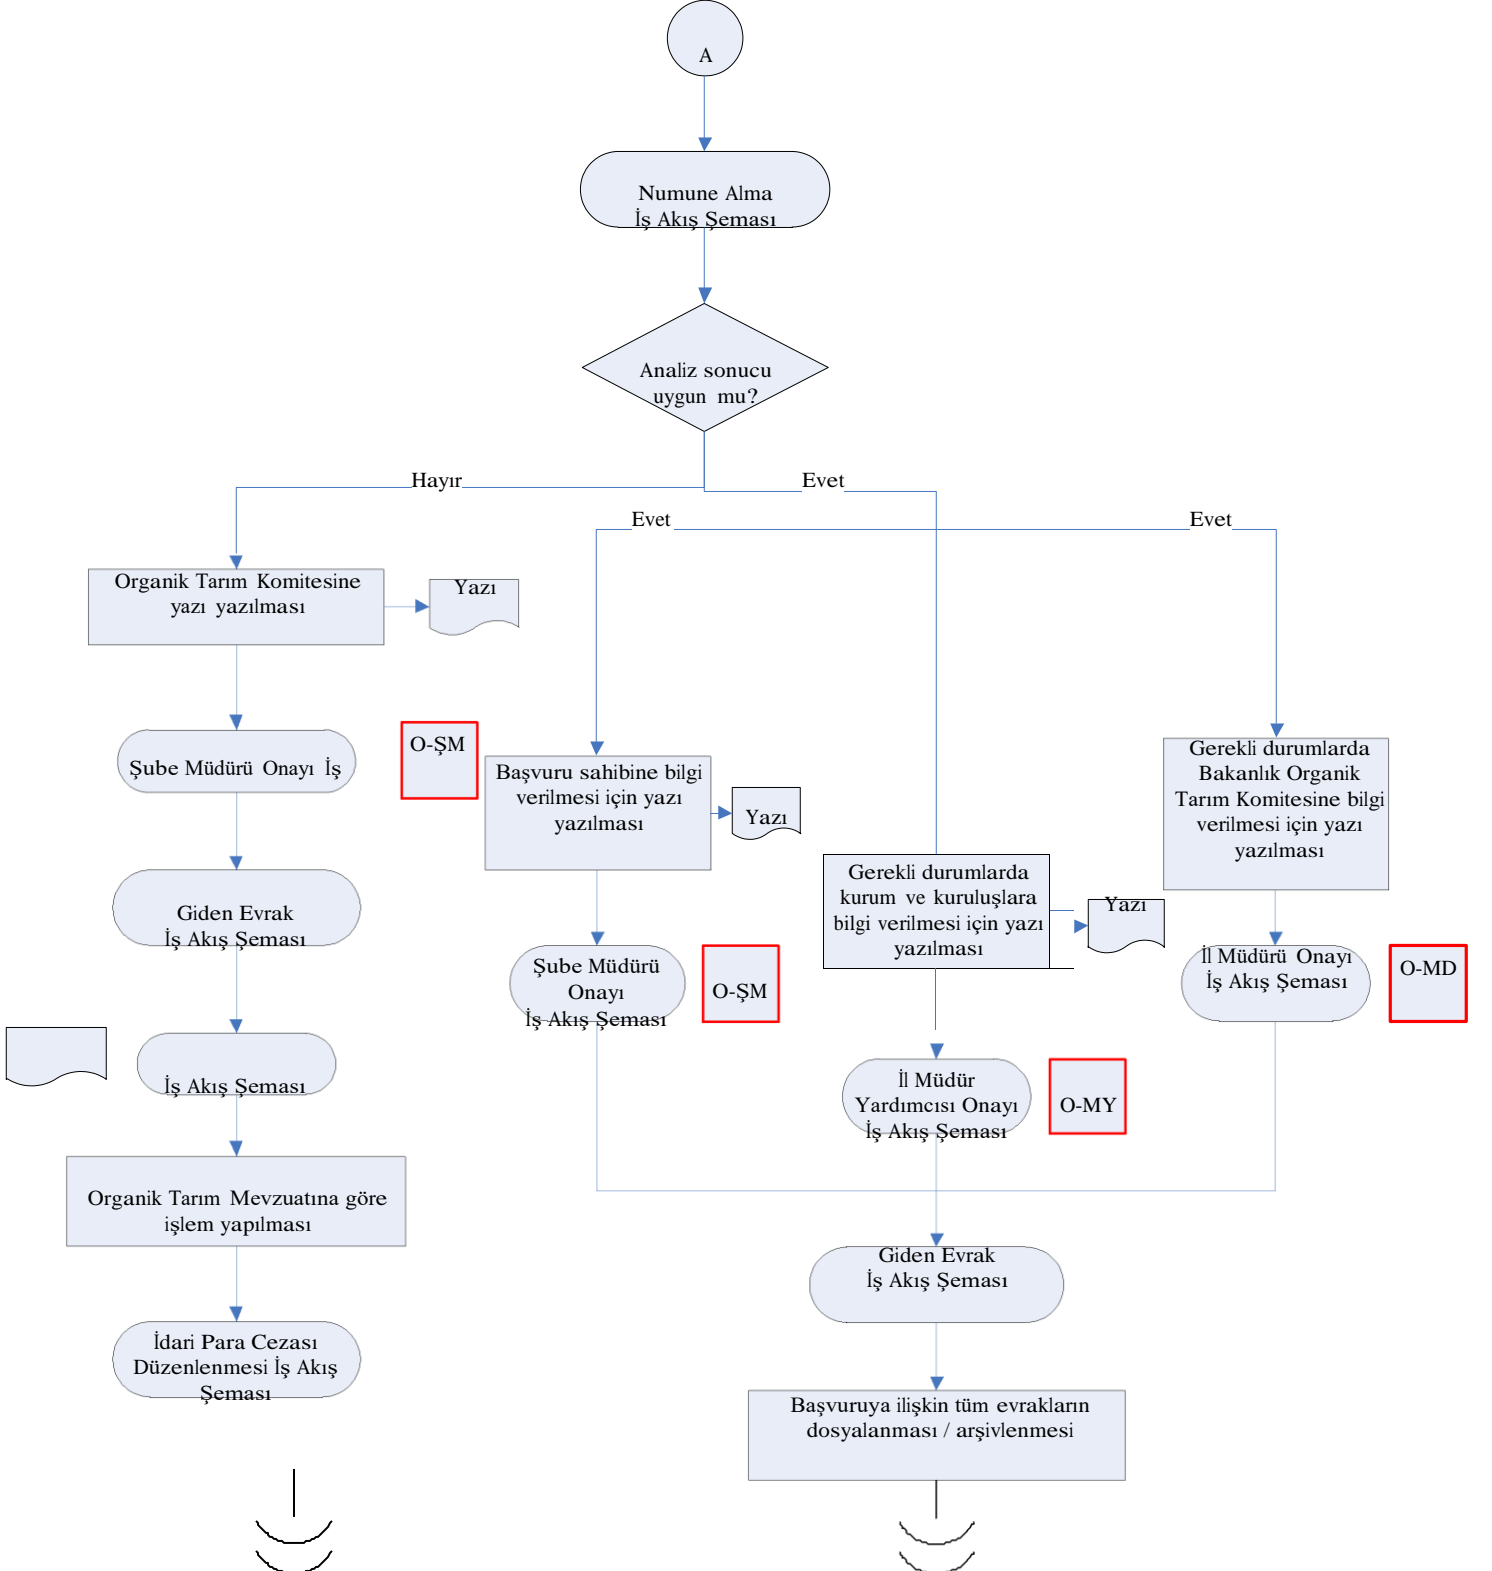 A
Numune Alma
İş Akış Şeması
Analiz sonucu
uygun mu?
Hayır
Evet
Evet
Evet
Organik Tarım Komitesine
yazı yazılması
Yazı
Şube Müdürü Onayı İş
O-ŞM
Giden Evrak
İş Akış Şeması
İş Akış Şeması
Organik Tarım Mevzuatına göre
işlem yapılması
İdari Para Cezası
Düzenlenmesi İş Akış
Şeması
Başvuru sahibine bilgi
verilmesi için yazı
yazılması
Yazı
Şube Müdürü
Onayı
İş Akış Şeması
O-ŞM
Gerekli durumlarda
kurum ve kuruluşlara
bilgi verilmesi için yazı
yazılması
Yazı
İl Müdür
Yardımcısı Onayı
İş Akış Şeması
O-MY
Gerekli durumlarda
Bakanlık Organik
Tarım Komitesine bilgi
verilmesi için yazı
yazılması
İl Müdürü Onayı
İş Akış Şeması
O-MD
Giden Evrak
İş Akış Şeması
Başvuruya ilişkin tüm evrakların
dosyalanması / arşivlenmesi